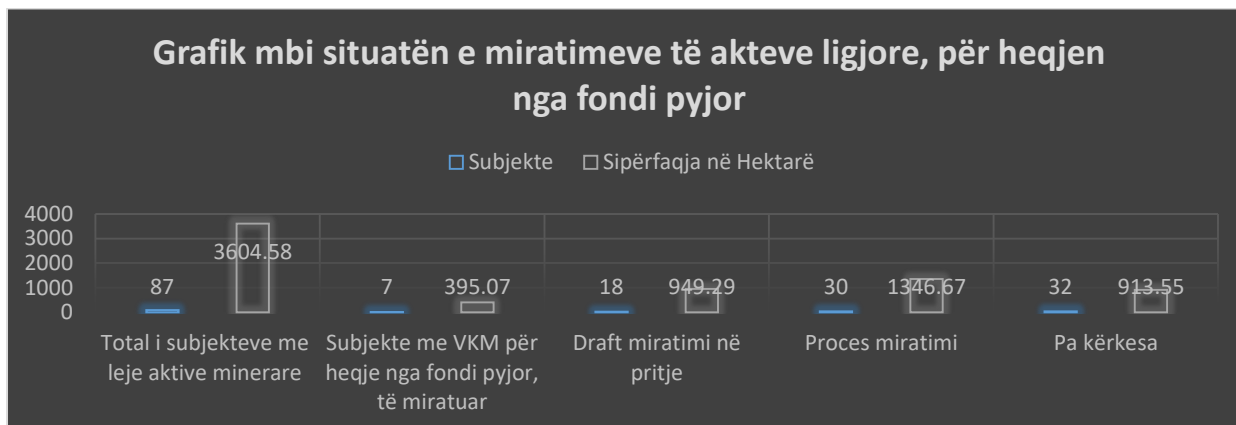 Grafik mbi situatën e miratimeve të akteve ligjore, për heqjen
nga fondi pyjor
Subjekte Sipërfaqja në Hektarë
4000
3000
2000
1000
0
87 3604.58 7 395.07 18 949.29 30 1346.67 32 913.55
Total i subjekteve me
leje aktive minerare
Subjekte me VKM për
heqje nga fondi pyjor,
të miratuar
Draft miratimi në
pritje
Proces miratimi
Pa kërkesa